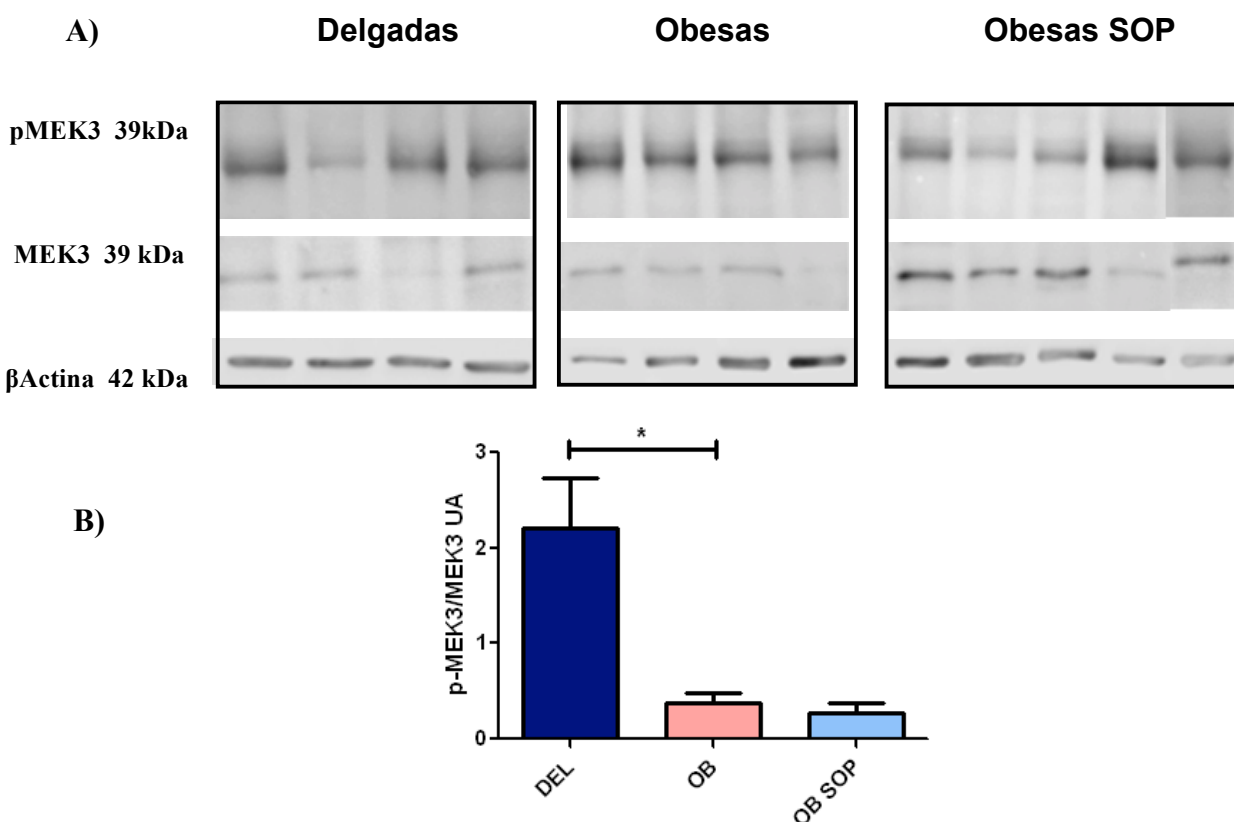 A) Delgadas Obesas Obesas SOP
pMEK3 39kDa
MEK3 39 kDa
βActina 42 kDa
B)
*
p-MEK3/MEK3 UA
3
2
1
0
DEL OB OB SOP